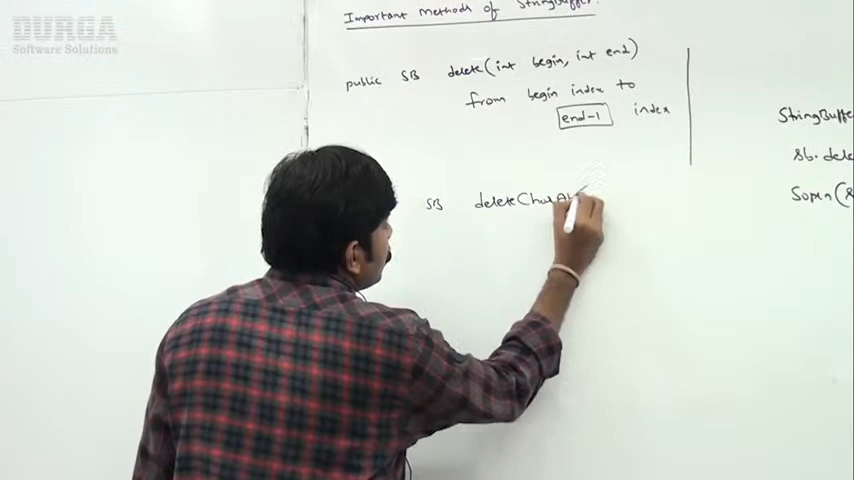 DURGA
Software Solutions
Important Methods of StringBuffer:
public SB delete(int begin, int end)
from begin index to
end-1 index
StringBuffe
sb.dele
SB deleteCharAt
Sopln(